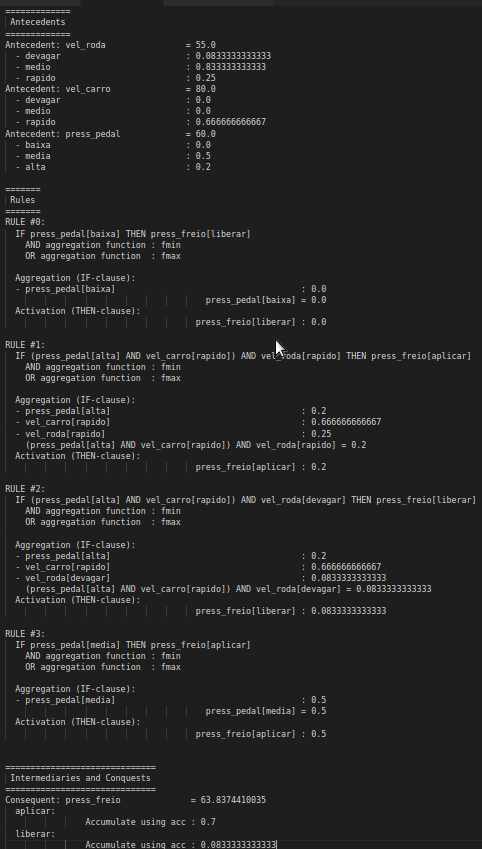 =============
Antecedents
=============
Antecedent: vel_roda = 55.0
- devagar : 0.0833333333333
- medio : 0.833333333333
- rapido : 0.25
Antecedent: vel_carro = 80.0
- devagar : 0.0
- medio : 0.0
- rapido : 0.666666666667
Antecedent: press_pedal = 60.0
- baixa : 0.0
- media : 0.5
- alta : 0.2
=======
Rules
=======
RULE #0:
IF press_pedal[baixa] THEN press_freio[liberar]
AND aggregation function : fmin
OR aggregation function : fmax
Aggregation (IF-clause):
- press_pedal[baixa] : 0.0
press_pedal[baixa] = 0.0
Activation (THEN-clause):
press_freio[liberar] : 0.0
RULE #1:
IF (press_pedal[alta] AND vel_carro[rapido]) AND vel_roda[rapido] THEN press_freio[aplicar]
AND aggregation function : fmin
OR aggregation function : fmax
Aggregation (IF-clause):
- press_pedal[alta] : 0.2
- vel_carro[rapido] : 0.666666666667
- vel_roda[rapido] : 0.25
(press_pedal[alta] AND vel_carro[rapido]) AND vel_roda[rapido] = 0.2
Activation (THEN-clause):
press_freio[aplicar] : 0.2
RULE #2:
IF (press_pedal[alta] AND vel_carro[rapido]) AND vel_roda[devagar] THEN press_freio[liberar]
AND aggregation function : fmin
OR aggregation function : fmax
Aggregation (IF-clause):
- press_pedal[alta] : 0.2
- vel_carro[rapido] : 0.666666666667
- vel_roda[devagar] : 0.0833333333333
(press_pedal[alta] AND vel_carro[rapido]) AND vel_roda[devagar] = 0.0833333333333
Activation (THEN-clause):
press_freio[liberar] : 0.0833333333333
RULE #3:
IF press_pedal[media] THEN press_freio[aplicar]
AND aggregation function : fmin
OR aggregation function : fmax
Aggregation (IF-clause):
- press_pedal[media] : 0.5
press_pedal[media] = 0.5
Activation (THEN-clause):
press_freio[aplicar] : 0.5
==============================
Intermediaries and Conquests
==============================
Consequent: press_freio = 63.8374410035
aplicar:
Accumulate using acc : 0.7
liberar:
Accumulate using acc : 0.0833333333333